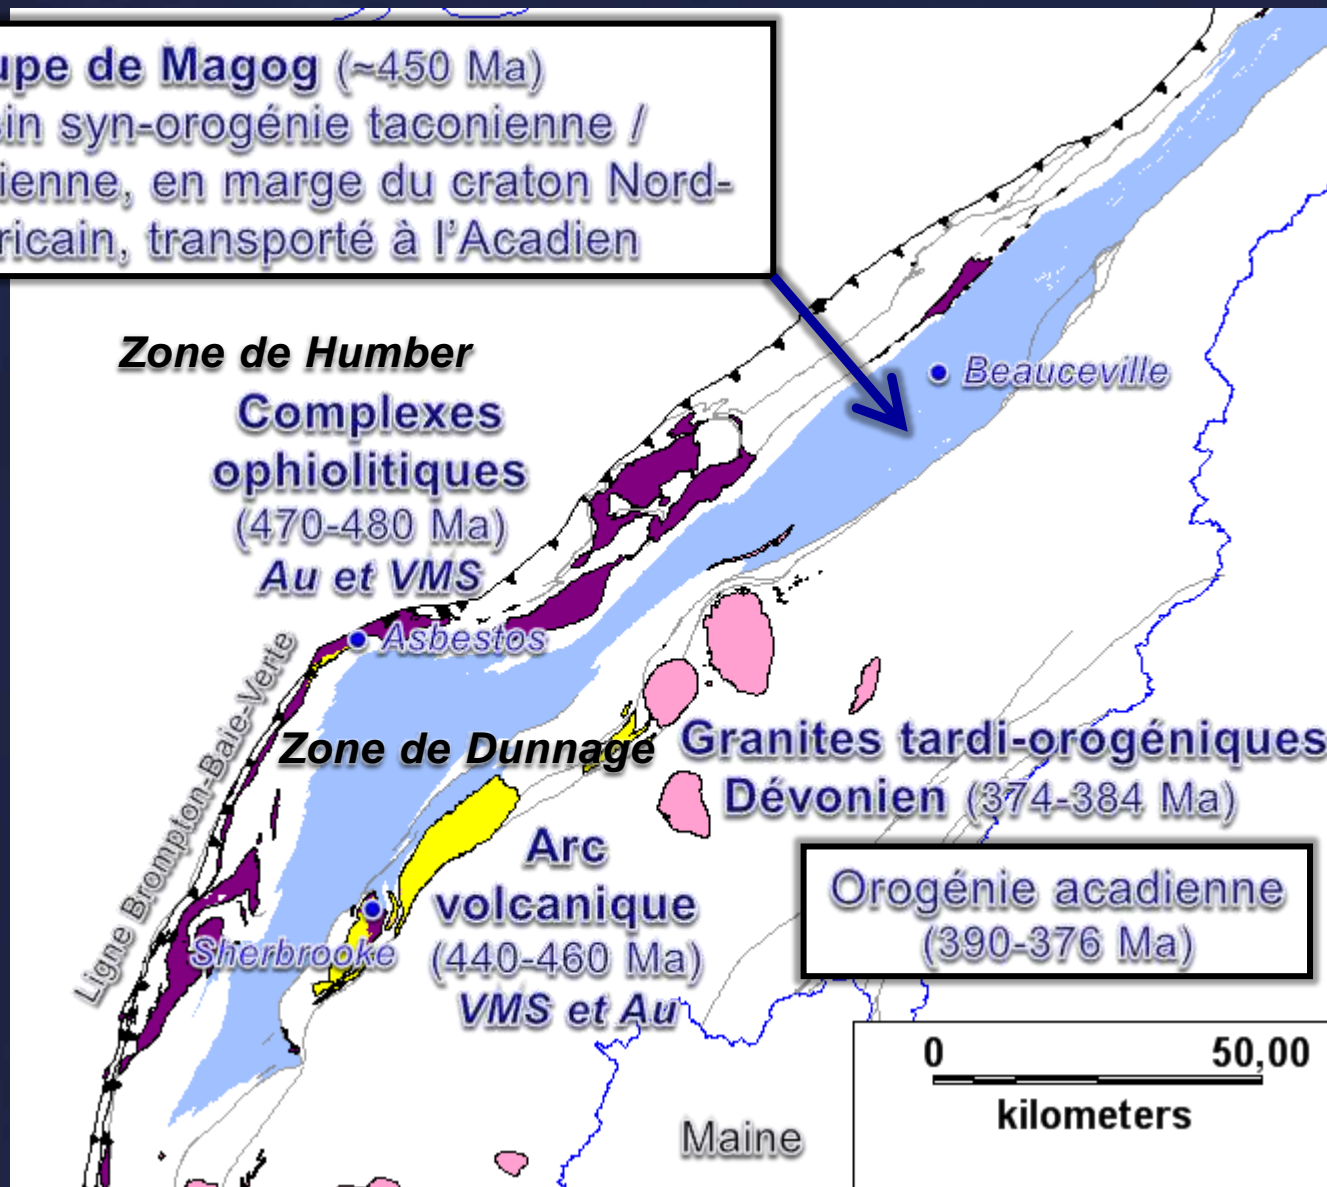 upe de Magog (~450 Ma)
sin syn-orogénie taconienne /
ienne, en marge du craton Nord-
ricain, transporté à l'Acadien
Zone de Humber
Complexes
ophiolitiques
(470-480 Ma)
Au et VMS
Beauceville
Asbestos
Ligne Brompton-Baie-Verte
Zone de Dunnage
Granites tardi-orogéniques
Dévonien (374-384 Ma)
Arc
volcanique
(440-460 Ma)
VMS et Au
Sherbrooke
Orogénie acadienne
(390-376 Ma)
0 50,00
kilometers
Maine